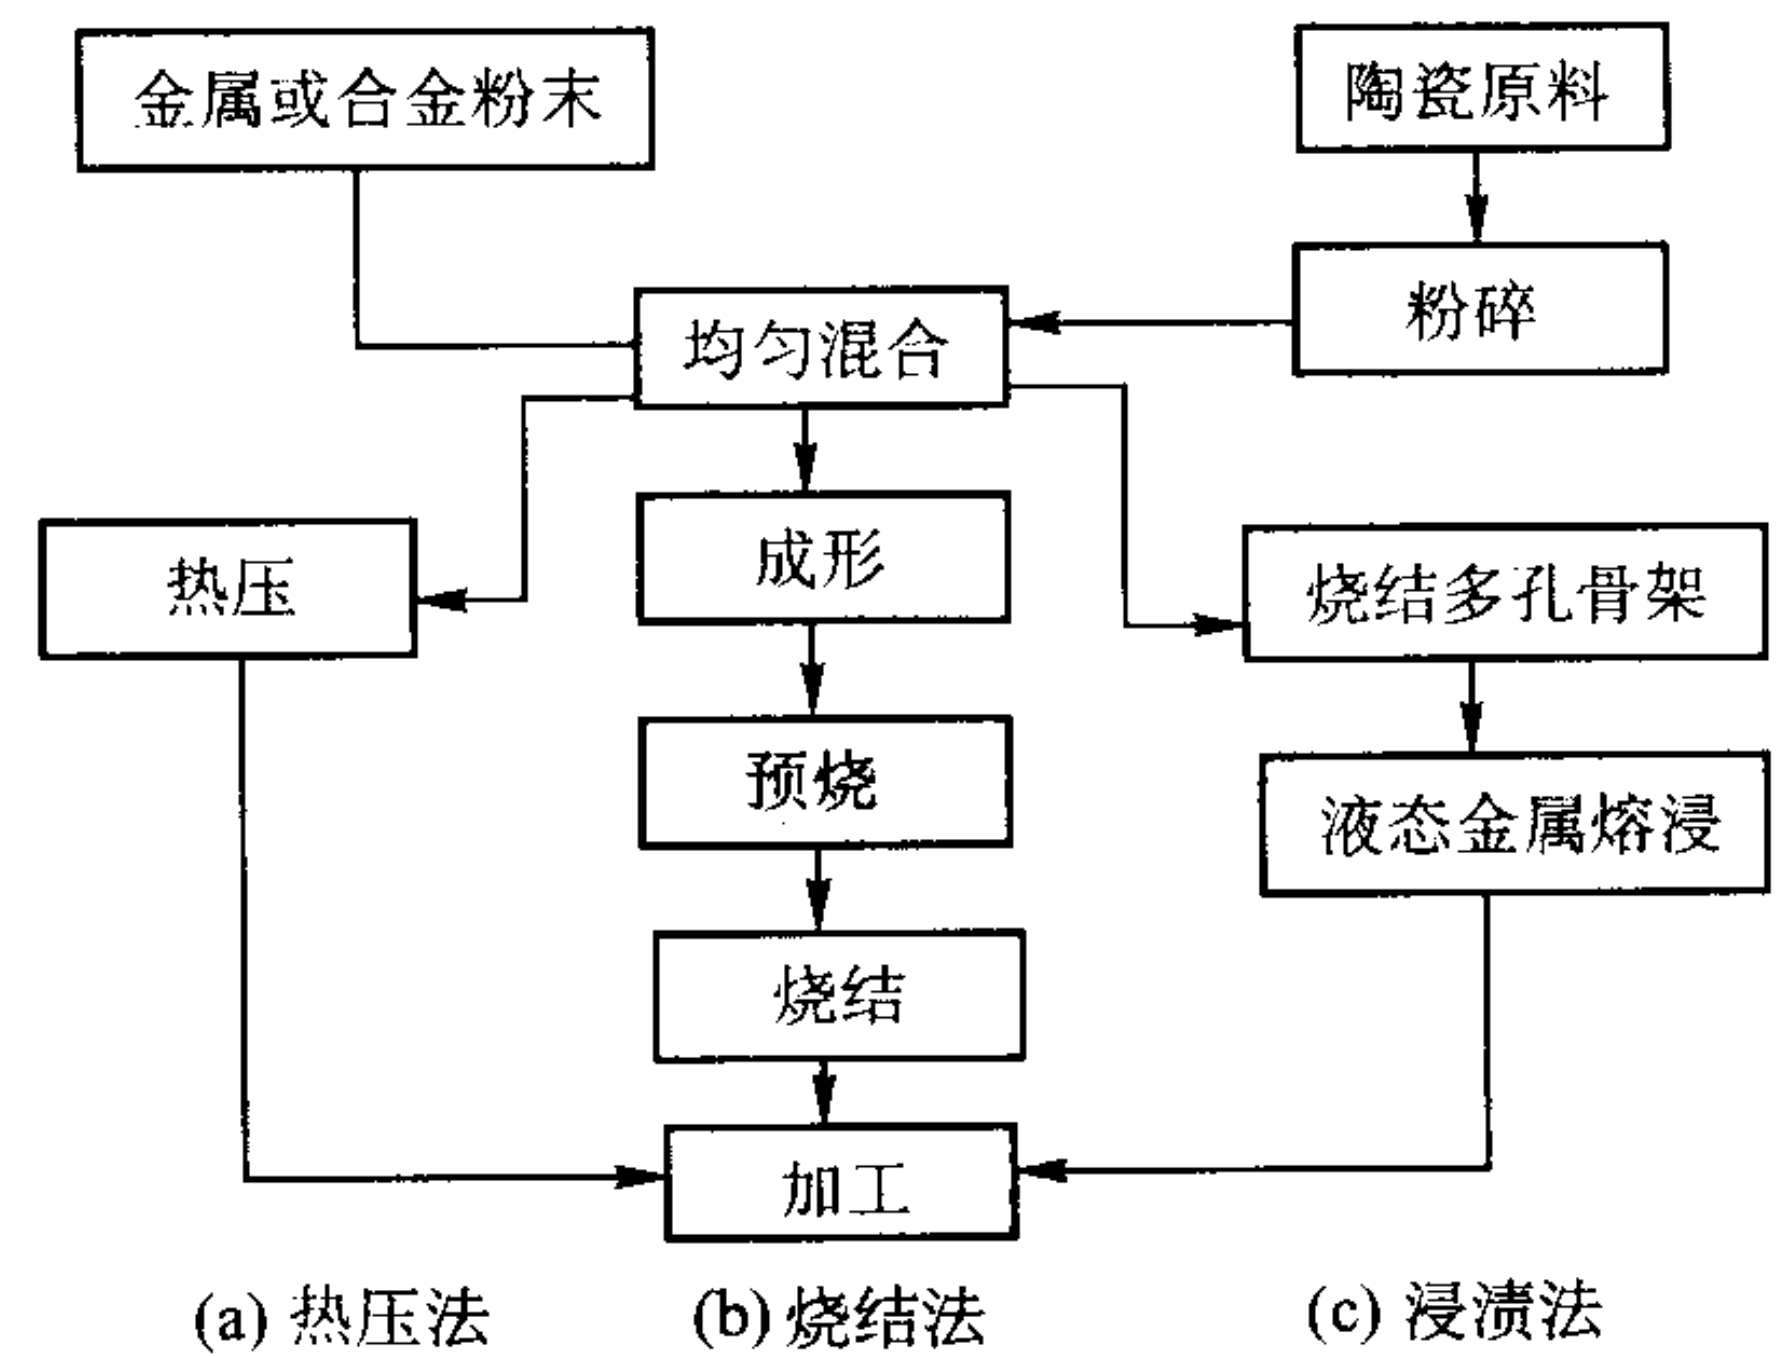 金属或合金粉末
陶瓷原料
粉碎
均匀混合
成形
热压
烧结多孔骨架
预烧
液态金属熔浸
烧结
加工
(a) 热压法
(b) 烧结法
(c) 浸渍法